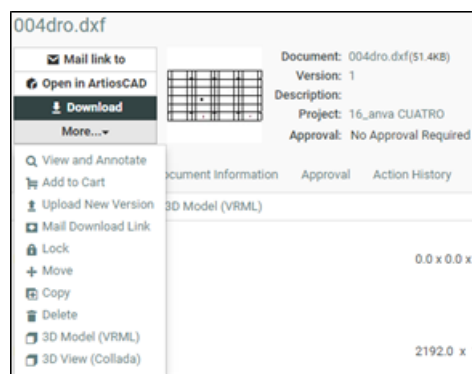 004dro.dxf
Mail link to
Open in ArtiosCAD
Download
More...
Document: 004dro.dxf(51.4KB)
Version: 1
Description:
Project: 16_anva CUATRO
Approval: No Approval Required
View and Annotate
Add to Cart
Upload New Version
Mail Download Link
Lock
Move
Copy
Delete
3D Model (VRML)
3D View (Collada)
ocument Information Approval Action History
3D Model (VRML)
0.0 x 0.0 x
2192.0 x